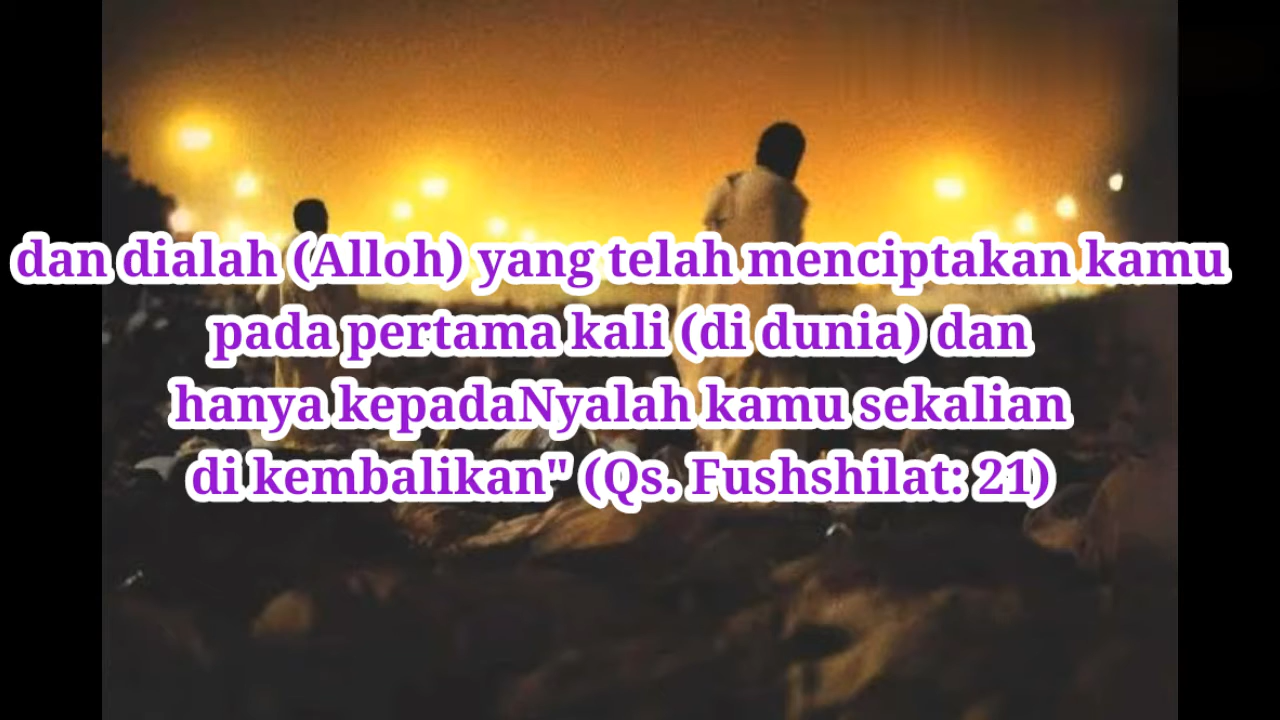 dan dialah (Alloh) yang telah menciptakan kamu
pada pertama kali (di dunia) dan
hanya kepadaNyalah kamu sekalian
di kembalikan" (Qs. Fushshilat: 21)